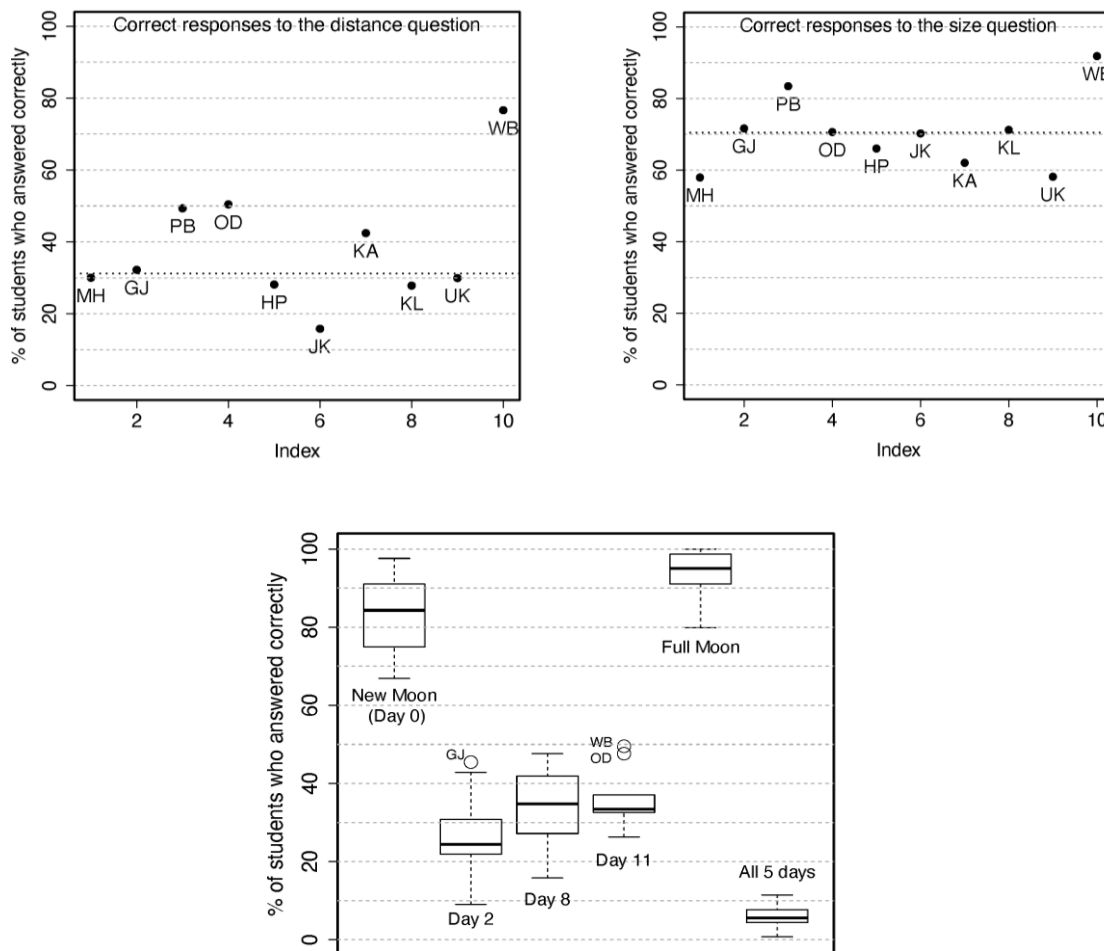 Correct responses to the distance question
% of students who answered correctly
100
80
60
40
20
0
MH
GJ
PB
OD
HP
JK
KA
KL
UK
WB
2
4
6
8
10
Index
Correct responses to the size question
% of students who answered correctly
100
80
60
40
20
0
MH
GJ
PB
OD
HP
JK
KA
KL
UK
WB
2
4
6
8
10
Index
% of students who answered correctly
100
80
60
40
20
0
New Moon
(Day 0)
GJ
Day 2
Day 8
WB
OD
Day 11
Full Moon
All 5 days